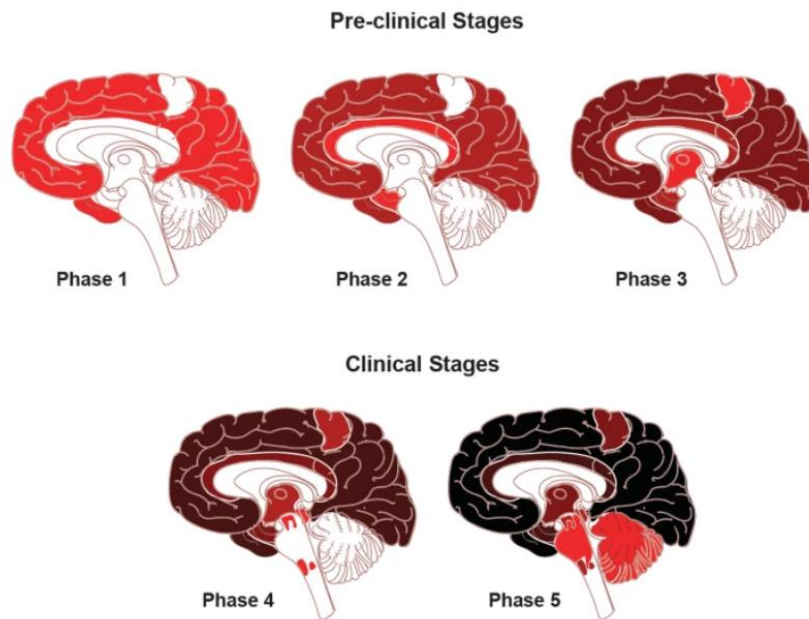 Pre-clinical Stages
Phase 1
Phase 2
Phase 3
Clinical Stages
Phase 4
Phase 5